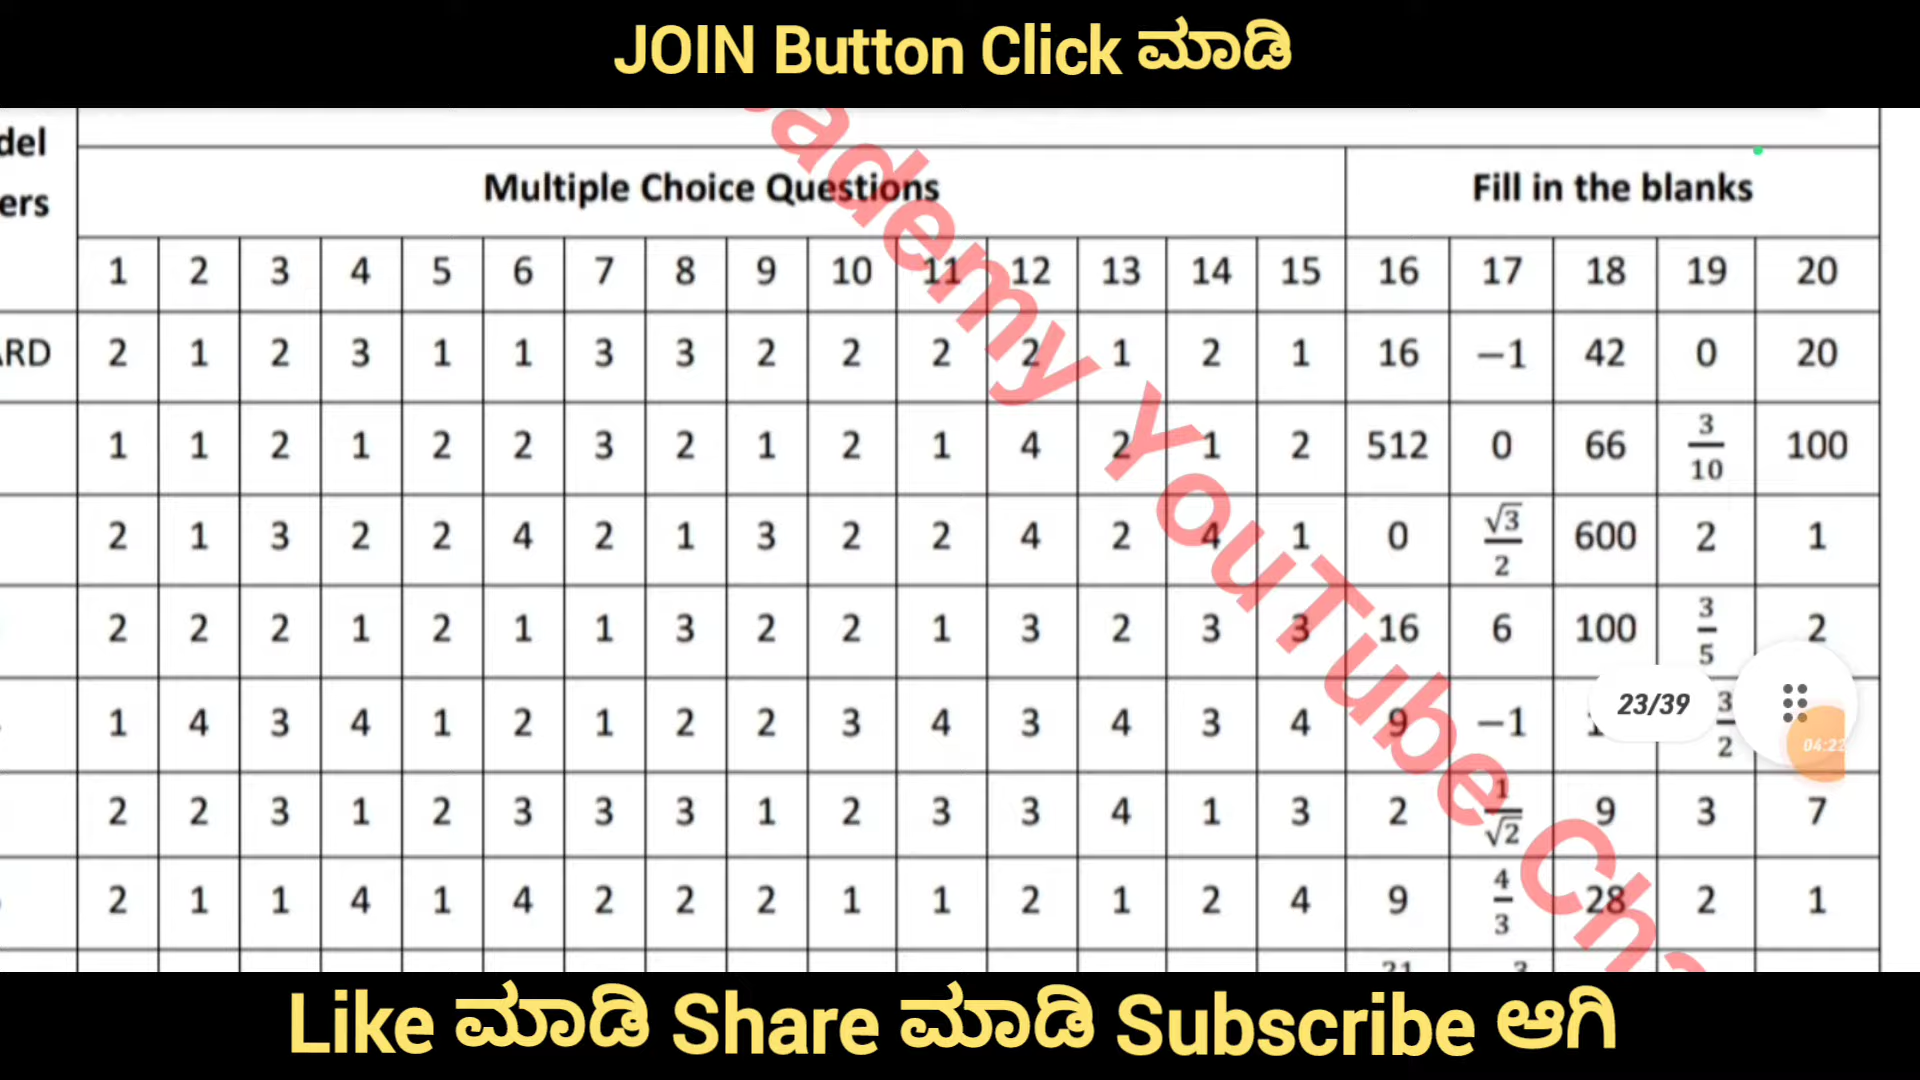 JOIN Button Click ಮಾಡಿ
Multiple Choice Questions Fill in the blanks
1 2 3 4 5 6 7 8 9 10 11 12 13 14 15 16 17 18 19 20
2 1 2 3 1 1 3 3 2 2 2 2 1 2 1 16 −1 42 0 20
1 1 2 1 2 2 3 2 1 2 1 4 2 1 2 512 0 66 3/10 100
2 1 3 2 2 4 2 1 3 2 2 4 2 4 1 0 √3/2 600 2 1
2 2 2 1 2 1 1 3 2 2 1 3 2 3 3 16 6 100 3/5 2
1 4 3 4 1 2 1 2 2 3 4 3 4 3 4 9 −1 3/2
23/39
04:22
2 2 3 1 2 3 3 3 1 2 3 3 4 1 3 2 1/√2 9 3 7
2 1 1 4 1 4 2 2 2 1 1 2 1 2 4 9 4/3 28 2 1
YouTube
Like ಮಾಡಿ Share ಮಾಡಿ Subscribe ಆಗಿ